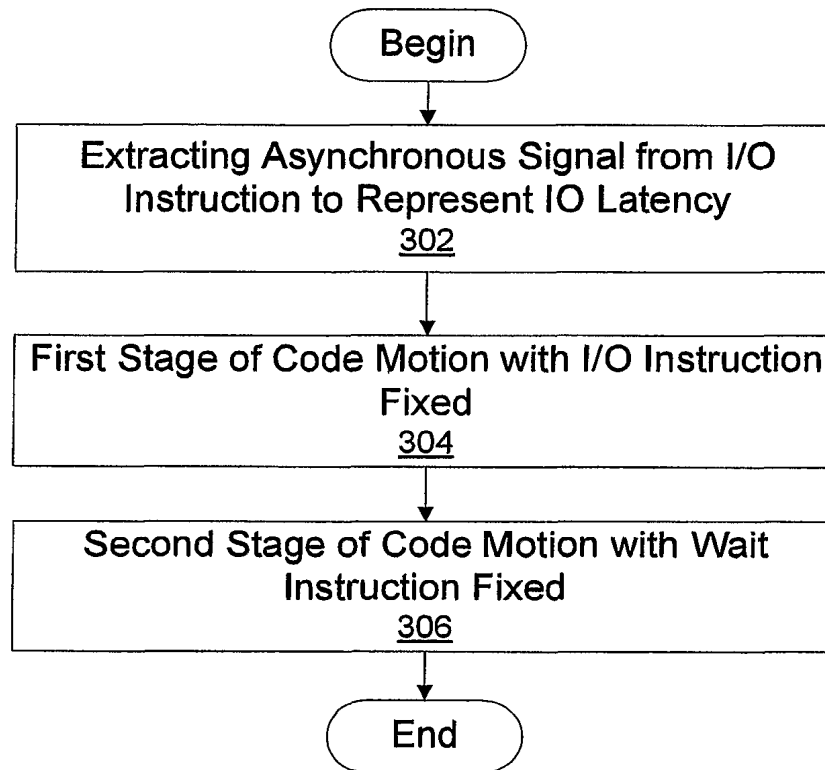 Begin
Extracting Asynchronous Signal from I/O
Instruction to Represent IO Latency
302
First Stage of Code Motion with I/O Instruction
Fixed
304
Second Stage of Code Motion with Wait
Instruction Fixed
306
End